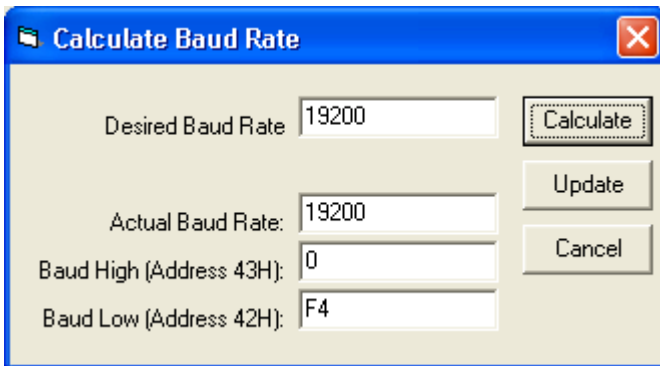 Calculate Baud Rate
Desired Baud Rate 19200 Calculate
Update
Actual Baud Rate: 19200
Baud High (Address 43H): 0 Cancel
Baud Low (Address 42H): F4